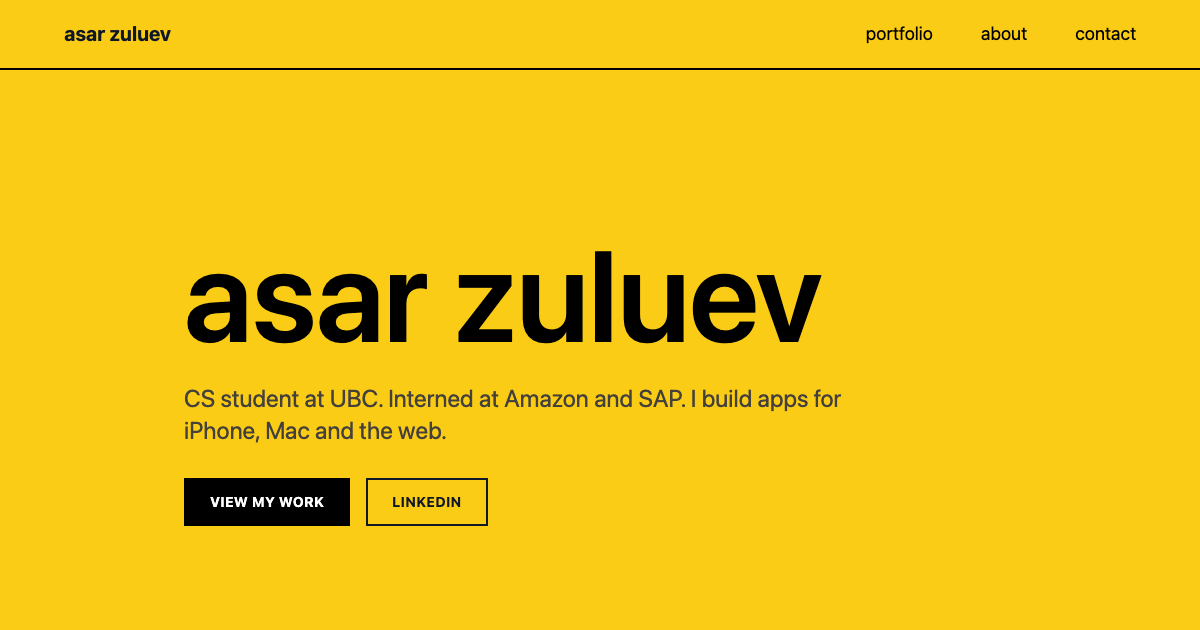 asar zuluev
portfolio
about
contact
asar zuluev
CS student at UBC. Interned at Amazon and SAP. I build apps for
iPhone, Mac and the web.
VIEW MY WORK
LINKEDIN